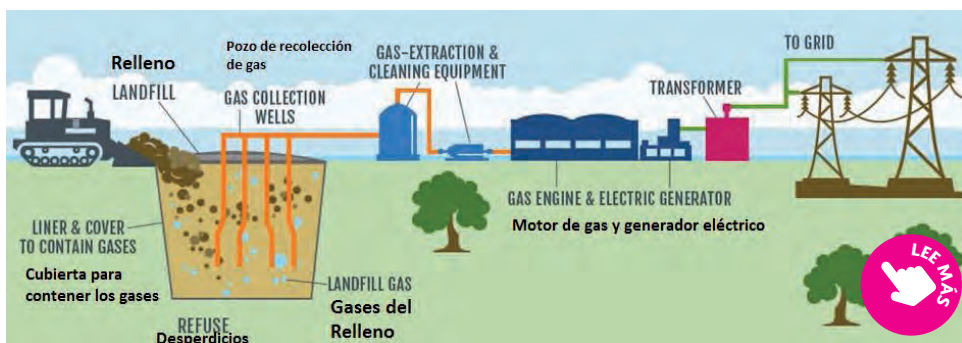 Relleno
LANDFILL
Pozo de recolección
de gas
GAS COLLECTION
WELLS
GAS-EXTRACTION &
CLEANING EQUIPMENT
TRANSFORMER
TO GRID
LINER & COVER
TO CONTAIN GASES
Cubierta para
contener los gases
LANDFILL GAS
Gases del
Relleno
REFUSE
Desperdicios
GAS ENGINE & ELECTRIC GENERATOR
Motor de gas y generador eléctrico
LEE MÁS